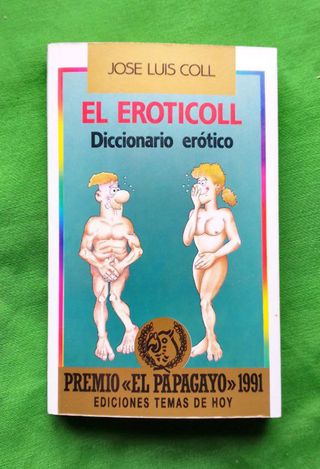 JOSE LUIS COLL
EL EROTICOLL
Diccionario erótico
PREMIO «EL PAPAGAYO» 1991
EDICIONES TEMAS DE HOY